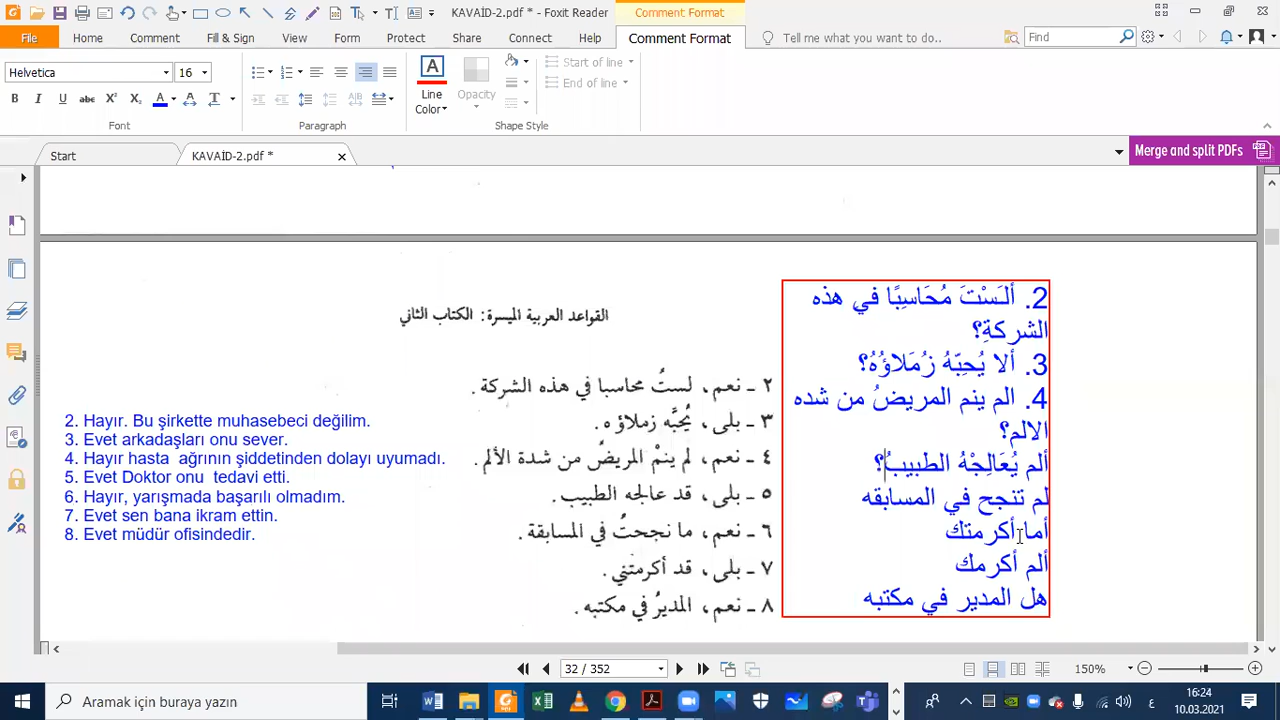 KAVAİD-2.pdf * - Foxit Reader
Comment Format
File
Home
Comment
Fill & Sign
View
Form
Protect
Share
Connect
Help
Comment Format
Tell me what you want to do..
Find
Helvetica
16
Font
Paragraph
Line Color
Opacity
Start of line
End of line
Shape Style
Start
KAVAİD-2.pdf *
Merge and split PDFs
القواعد العربية الميسرة: الكتاب الثاني
٢ ـ نعم، لستُ محاسبا في هذه الشركة .
٣ ـ بلى، يُحبَّه زملاؤه .
٤ ـ نعم، لم ينمْ المريضُ من شدة الألم .
٥ ـ بلى، قد عالجه الطبيب .
٦ ـ نعم، ما نجحتُ في المسابقة .
٧ ـ بلى، قد أكرمتَني .
٨ ـ نعم، المديرُ في مكتبه .
2. Hayır. Bu şirkette muhasebeci değilim.
3. Evet arkadaşları onu sever.
4. Hayır hasta ağrının şiddetinden dolayı uyumadı.
5. Evet Doktor onu tedavi etti.
6. Hayır, yarışmada başarılı olmadım.
7. Evet sen bana ikram ettin.
8. Evet müdür ofisindedir.
2. ألَسْتَ مُحَاسِبًا في هذه
الشركةِ؟
3. ألا يُحِبّهُ زُمَلاؤُهُ؟
4. الم ينم المريضُ من شده
الالم؟
ألم يُعَالِجْهُ الطبيبُ؟
لم تنجح في المسابقه
أما أكرمتك
ألم أكرمك
هل المدير في مكتبه
32 / 352
150%
Aramak için buraya yazın
16:24
10.03.2021